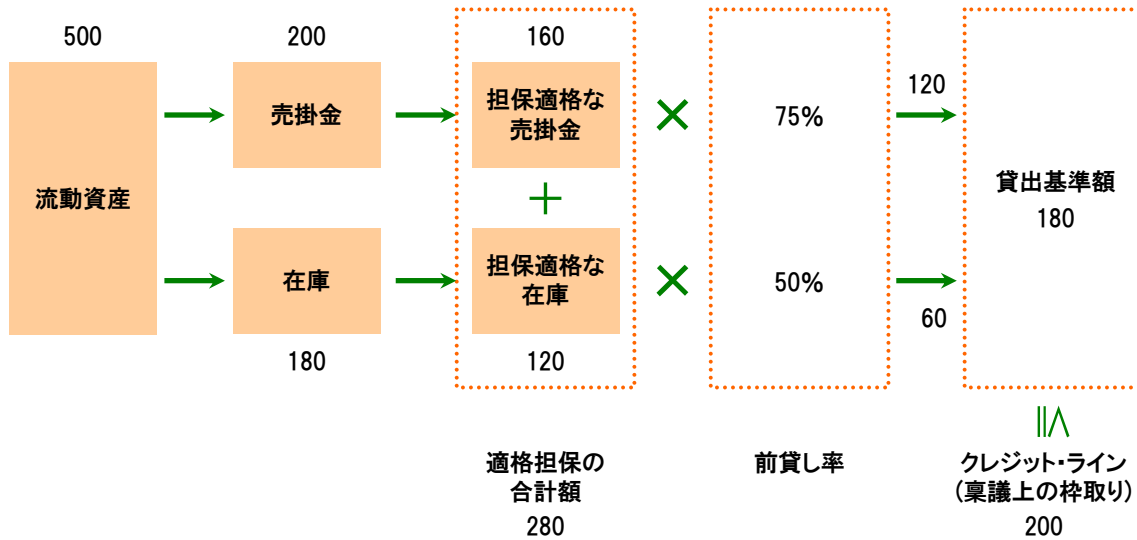 500
200
160
流動資産
売掛金
担保適格な
売掛金
×
75%
120
貸出基準額
180
+
在庫
担保適格な
在庫
×
50%
60
180
120
≦
適格担保の
合計額
280
前貸し率
クレジット・ライン
(稟議上の枠取り)
200